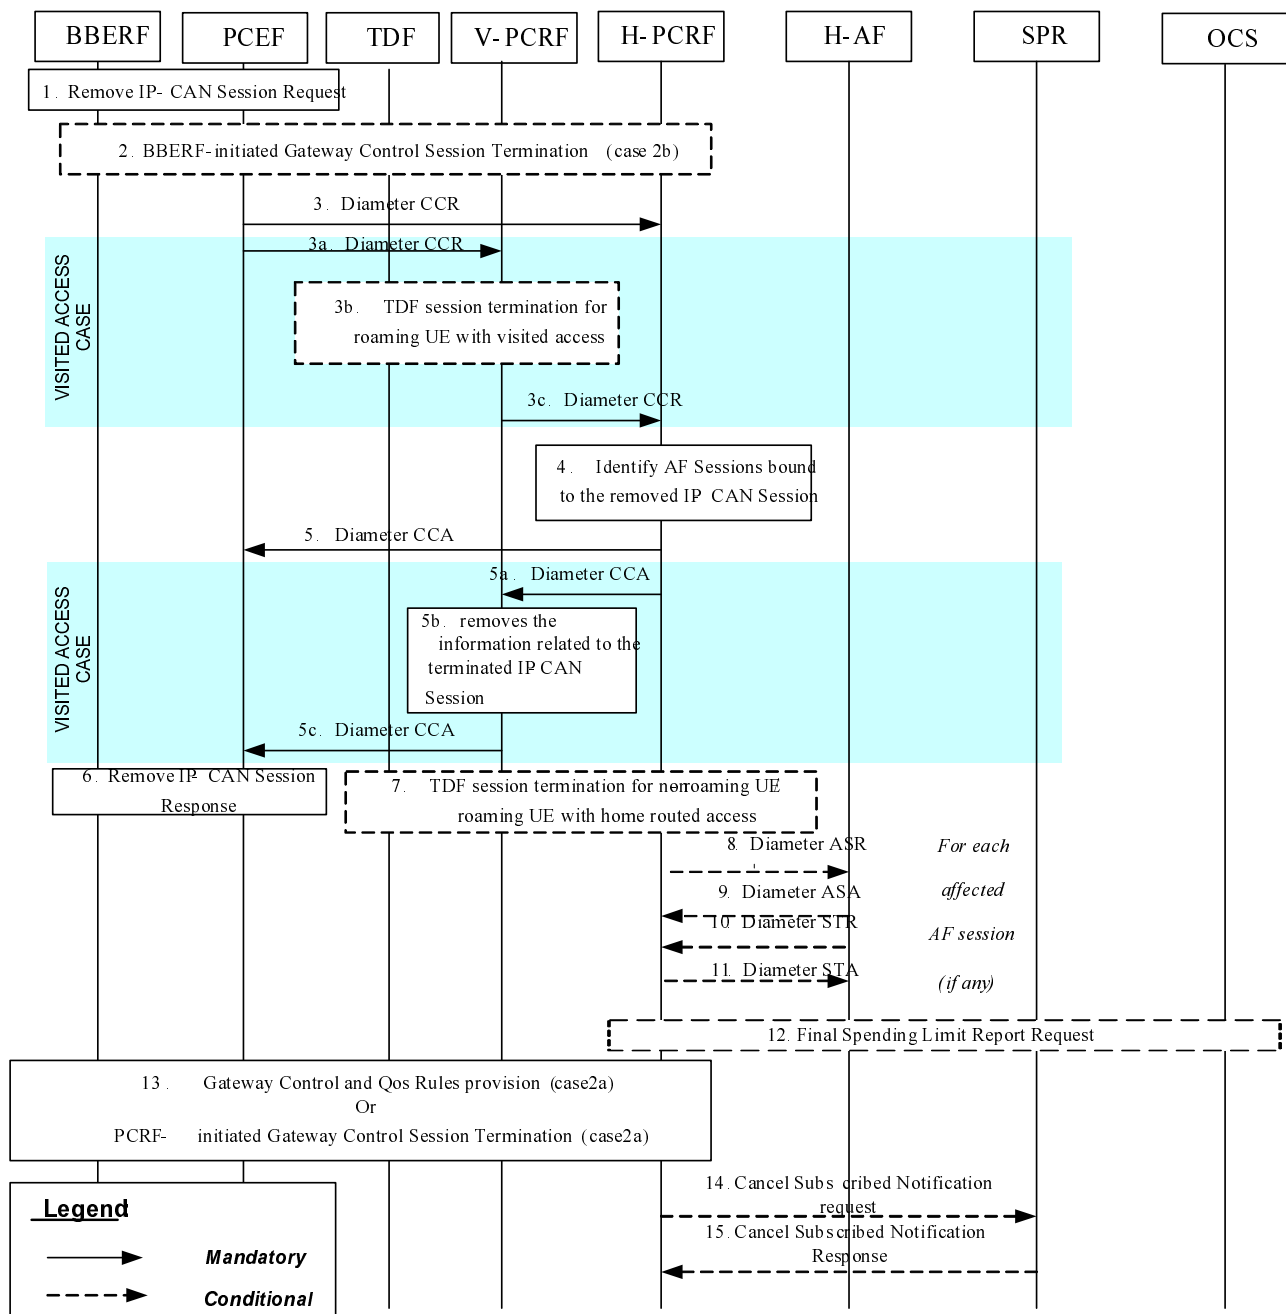 BBERF
PCEF
TDF
V-PCRF
H-PCRF
H-AF
SPR
OCS
1. Remove IP-CAN Session Request
2. BBERF-initiated Gateway Control Session Termination (case 2b)
3. Diameter CCR
3a. Diameter CCR
VISITED ACCESS
CASE
3b. TDF session termination for
roaming UE with visited access
3c. Diameter CCR
4. Identify AF Sessions bound
to the removed IP CAN Session
5. Diameter CCA
5a. Diameter CCA
VISITED ACCESS
CASE
5b. removes the
information related to the
terminated IP CAN
Session
5c. Diameter CCA
6. Remove IP- CAN Session
Response
7. TDF session termination for non-roaming UE
roaming UE with home routed access
8. Diameter ASR
For each
9. Diameter ASA
affected
10. Diameter STR
AF session
11. Diameter STA
(if any)
12. Final Spending Limit Report Request
13. Gateway Control and Qos Rules provision (case2a)
Or
PCRF- initiated Gateway Control Session Termination (case2a)
14. Cancel Subscribed Notification
request
15. Cancel Subscribed Notification
Response
Legend
Mandatory
Conditional